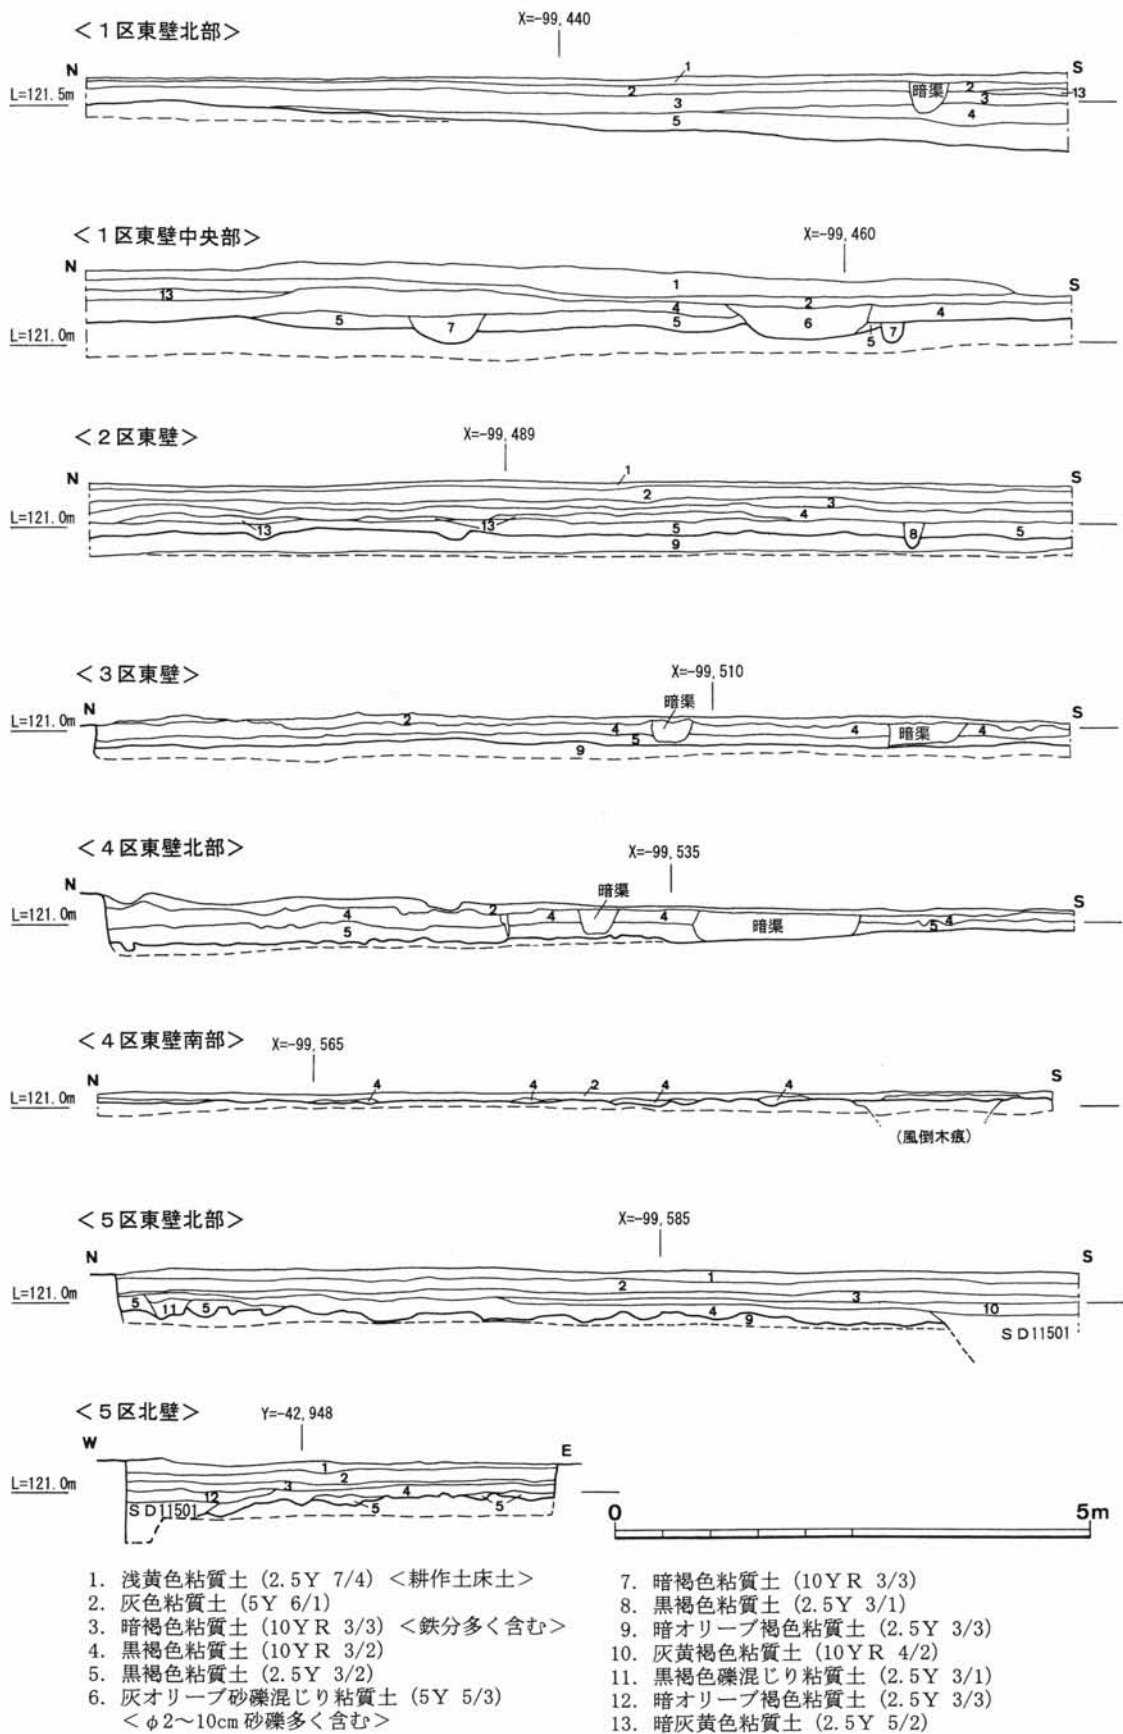 ＜1区東壁北部＞
X=-99,440
N
S
L=121.5m
1
2
暗渠
2
13
3
3
4
5
＜1区東壁中央部＞
X=-99,460
N
S
13
1
2
4
4
5
7
5
6
5
7
L=121.0m
＜2区東壁＞
X=-99,489
N
S
1
2
3
4
L=121.0m
13
13
5
8
5
9
＜3区東壁＞
X=-99,510
N
暗渠
S
L=121.0m
2
4
4
暗渠
4
5
9
＜4区東壁北部＞
X=-99,535
N
暗渠
S
L=121.0m
4
2
4
4
暗渠
4
5
5
＜4区東壁南部＞
X=-99,565
N
S
4
4
2
4
4
L=121.0m
(風倒木痕)
＜5区東壁北部＞
X=-99,585
N
S
1
2
L=121.0m
3
5
11
5
4
10
9
SD11501
＜5区北壁＞
Y=-42,948
W
E
1
2
L=121.0m
3
4
12
SD11501
5
5
0
5m
1. 浅黄色粘質土 (2.5Y 7/4) ＜耕作土床土＞
2. 灰色粘質土 (5Y 6/1)
3. 暗褐色粘質土 (10YR 3/3) ＜鉄分多く含む＞
4. 黒褐色粘質土 (10YR 3/2)
5. 黒褐色粘質土 (2.5Y 3/2)
6. 灰オリーブ砂礫混じり粘質土 (5Y 5/3)
＜φ2～10cm 砂礫多く含む＞
7. 暗褐色粘質土 (10YR 3/3)
8. 黒褐色粘質土 (2.5Y 3/1)
9. 暗オリーブ褐色粘質土 (2.5Y 3/3)
10. 灰黄褐色粘質土 (10YR 4/2)
11. 黒褐色礫混じり粘質土 (2.5Y 3/1)
12. 暗オリーブ褐色粘質土 (2.5Y 3/3)
13. 暗灰黄色粘質土 (2.5Y 5/2)